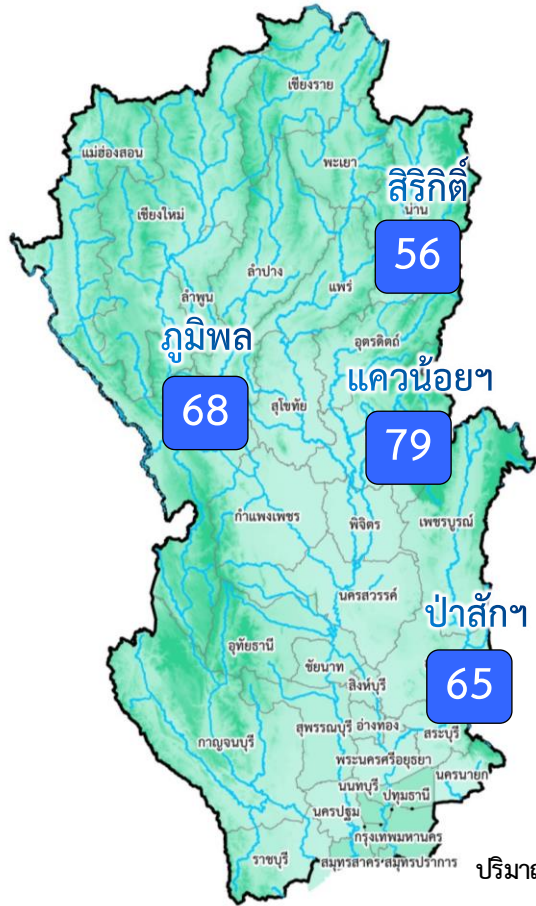 เชียงราย
แม่ฮ่องสอน
พะเยา
สิริกิติ์
น่าน
เชียงใหม่
56
ลำปาง
แพร่
ลำพูน
ภูมิพล
อุตรดิตถ์
แควน้อยฯ
68
สุโขทัย
79
กำแพงเพชร
พิจิตร
เพชรบูรณ์
นครสวรรค์
ป่าสักฯ
อุทัยธานี
ชัยนาท
สิงห์บุรี
65
สุพรรณบุรี
อ่างทอง
สระบุรี
กาญจนบุรี
พระนครศรีอยุธยา
นครนายก
นนทบุรี
ปทุมธานี
นครปฐม
กรุงเทพมหานคร
ราชบุรี
สมุทรสาคร
สมุทรปราการ